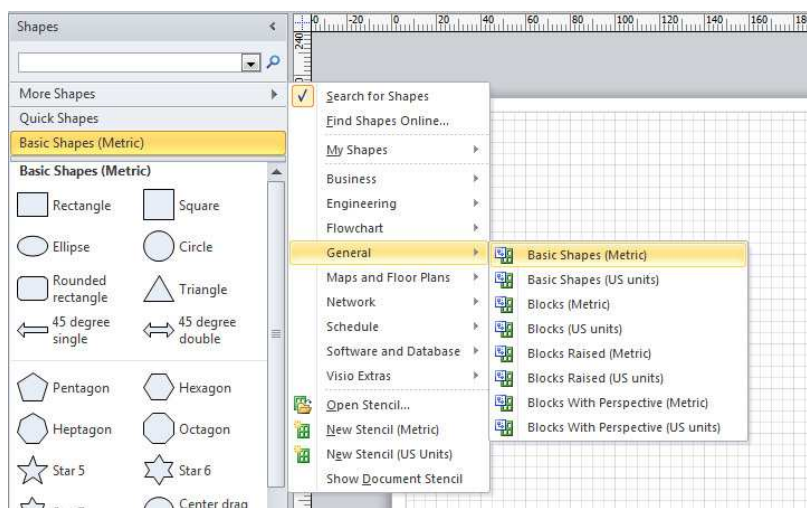 Shapes
-20 0 20 40 60 80 100 120 140 160
240
More Shapes
Quick Shapes
Basic Shapes (Metric)
Basic Shapes (Metric)
Rectangle Square
Ellipse Circle
Rounded
rectangle
Triangle
45 degree
single
45 degree
double
Pentagon Hexagon
Heptagon Octagon
Star 5 Star 6
Center drag
Search for Shapes
Find Shapes Online...
My Shapes
Business
Engineering
Flowchart
General
Maps and Floor Plans
Network
Schedule
Software and Database
Visio Extras
Open Stencil...
New Stencil (Metric)
New Stencil (US Units)
Show Document Stencil
Basic Shapes (Metric)
Basic Shapes (US units)
Blocks (Metric)
Blocks (US units)
Blocks Raised (Metric)
Blocks Raised (US units)
Blocks With Perspective (Metric)
Blocks With Perspective (US units)